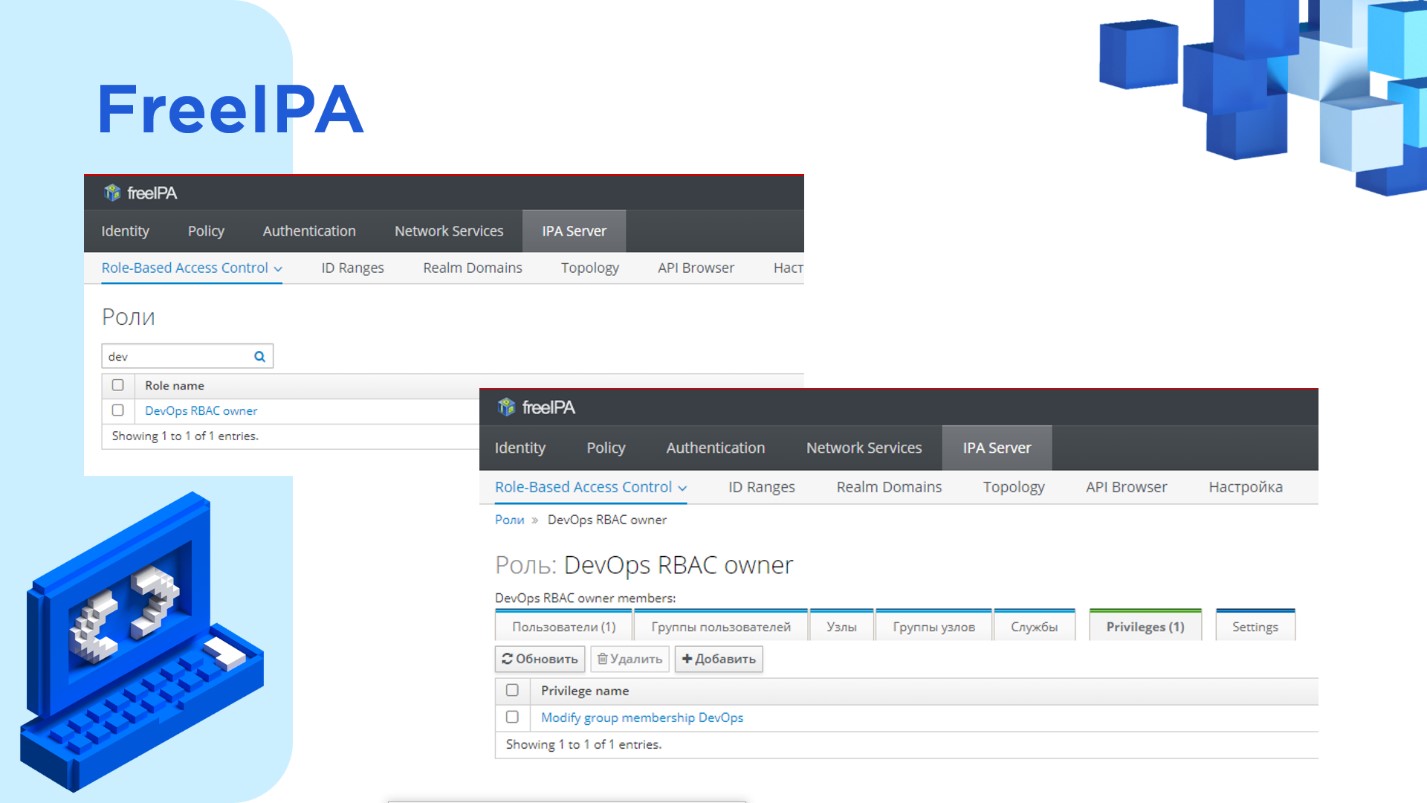 FreeIPA
freeIPA
Identity Policy Authentication Network Services IPA Server
Role-Based Access Control ID Ranges Realm Domains Topology API Browser Наст
Роли
dev
Role name
DevOps RBAC owner
Showing 1 to 1 of 1 entries.
freeIPA
Identity Policy Authentication Network Services IPA Server
Role-Based Access Control ID Ranges Realm Domains Topology API Browser Настройка
Роли » DevOps RBAC owner
Роль: DevOps RBAC owner
DevOps RBAC owner members:
Пользователи (1) Группы пользователей Узлы Группы узлов Службы Privileges (1) Settings
Обновить Удалить Добавить
Privilege name
Modify group membership DevOps
Showing 1 to 1 of 1 entries.